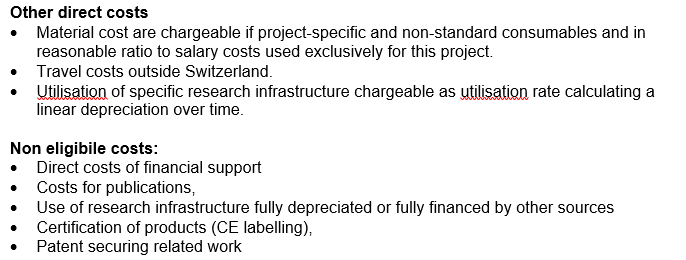 Other direct costs
• Material cost are chargeable if project-specific and non-standard consumables and in
reasonable ratio to salary costs used exclusively for this project.
• Travel costs outside Switzerland.
• Utilisation of specific research infrastructure chargeable as utilisation rate calculating a
linear depreciation over time.
Non eligibile costs:
• Direct costs of financial support
• Costs for publications,
• Use of research infrastructure fully depreciated or fully financed by other sources
• Certification of products (CE labelling),
• Patent securing related work